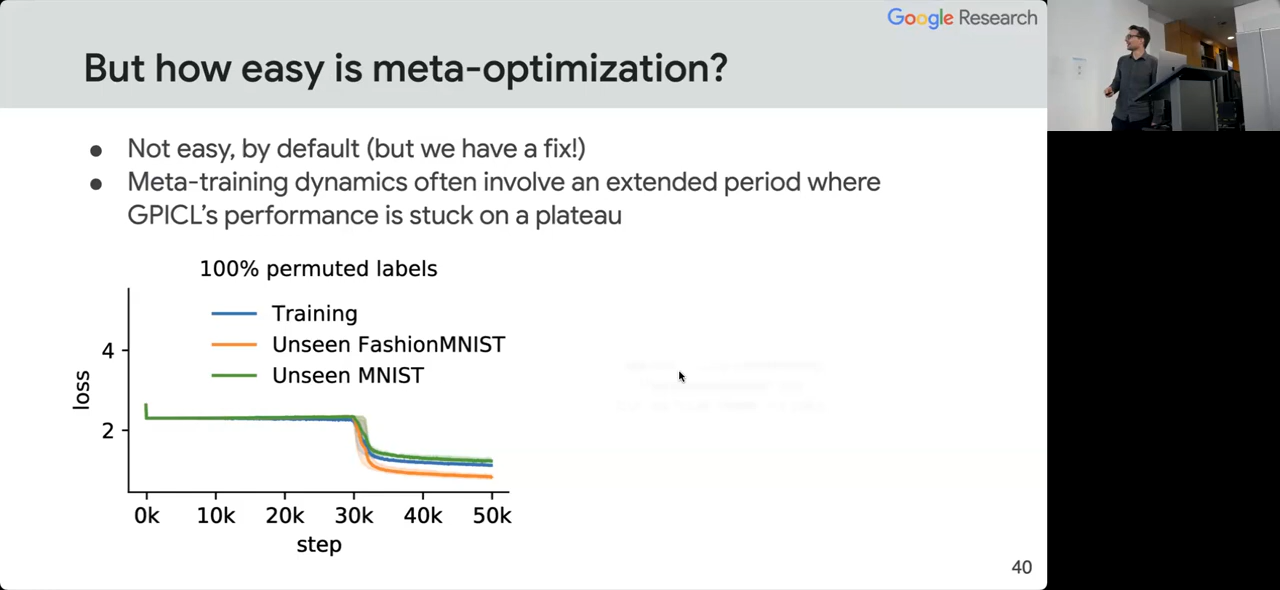 Google Research
But how easy is meta-optimization?
● Not easy, by default (but we have a fix!)
● Meta-training dynamics often involve an extended period where
GPICL's performance is stuck on a plateau
100% permuted labels
Training
Unseen FashionMNIST
Unseen MNIST
4
2
loss
0k 10k 20k 30k 40k 50k
step
40